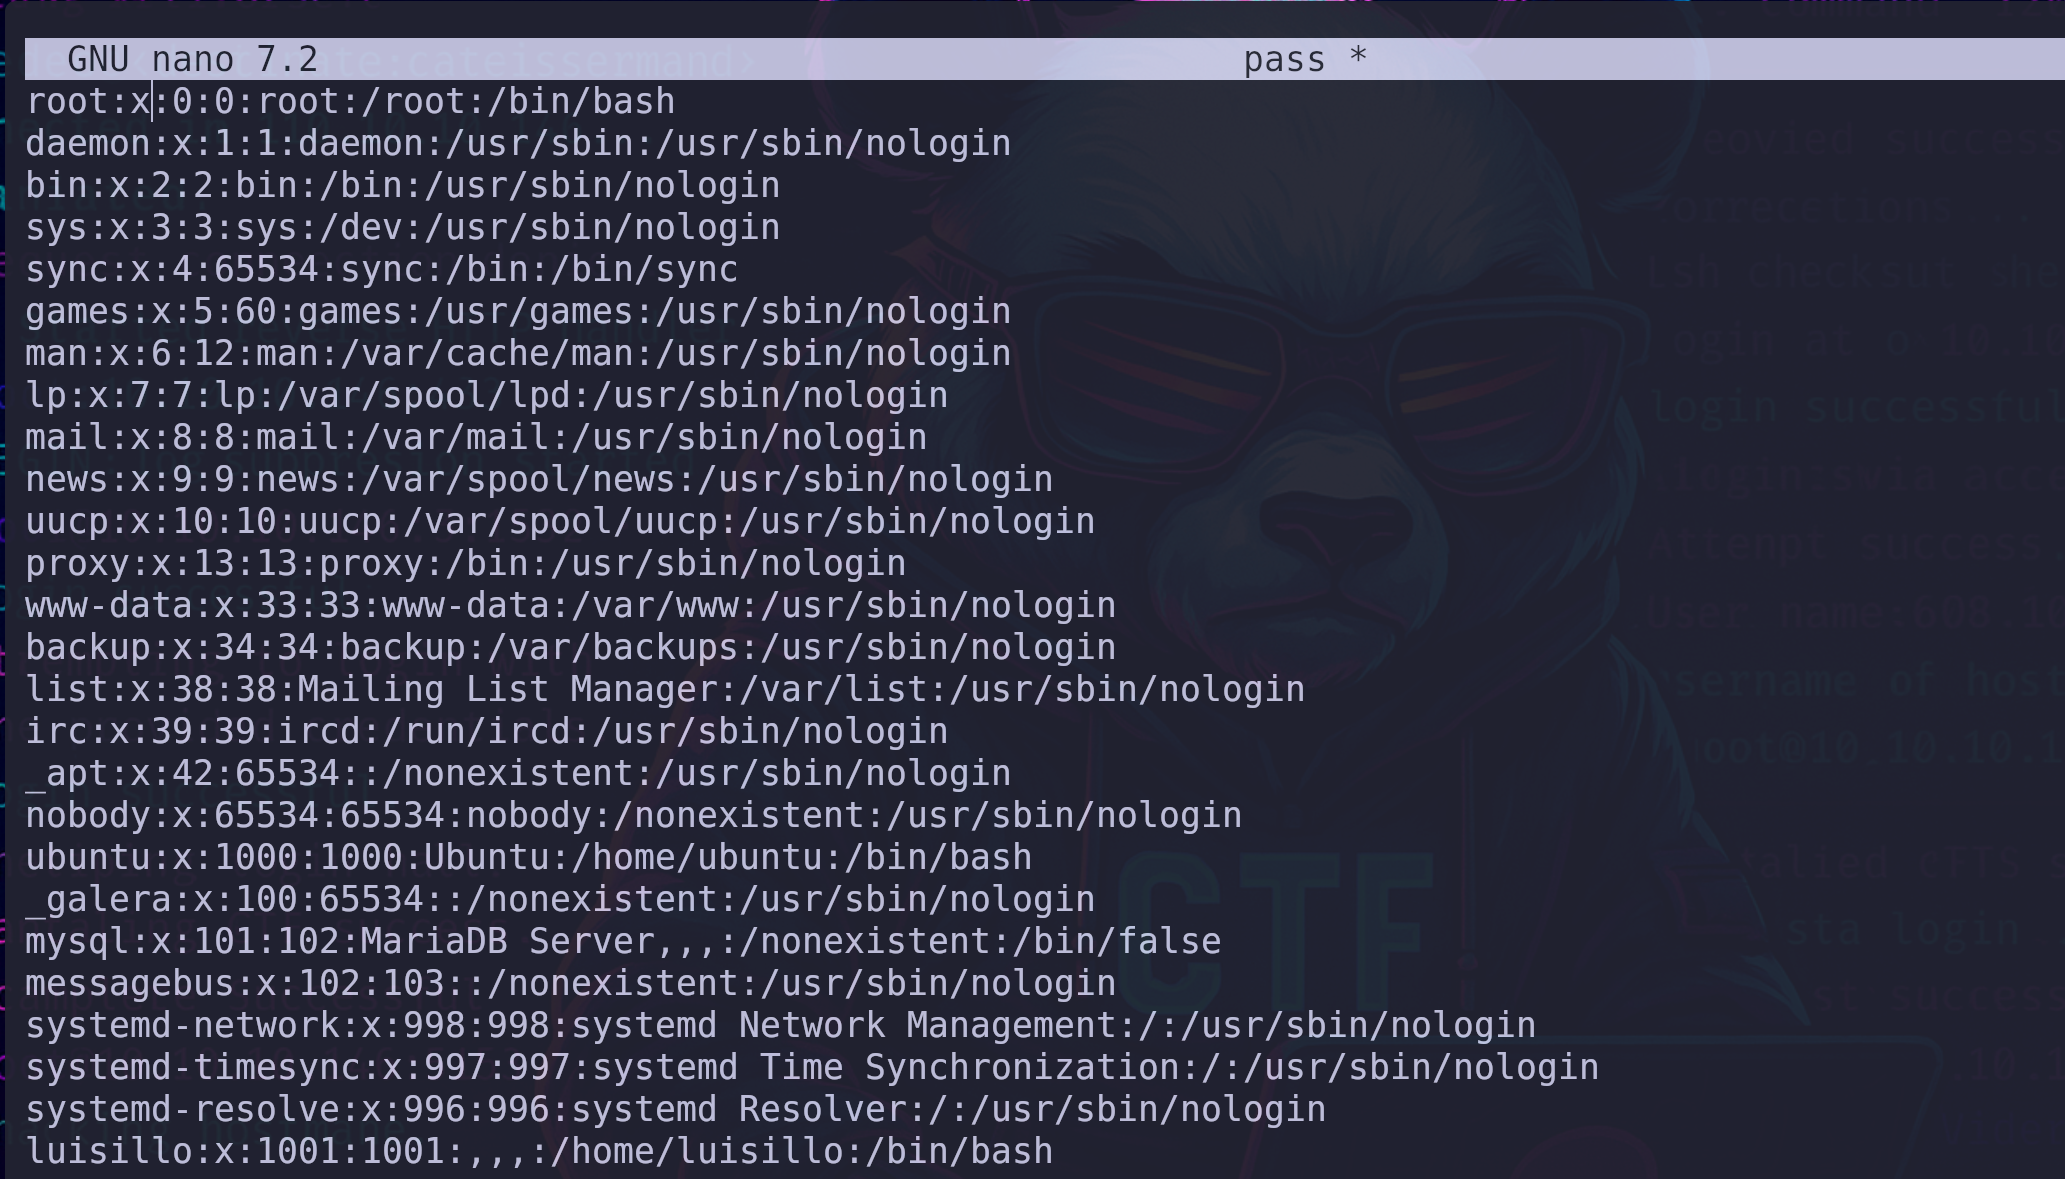 GNU nano 7.2 pass *
root:x:0:0:root:/root:/bin/bash
daemon:x:1:1:daemon:/usr/sbin:/usr/sbin/nologin
bin:x:2:2:bin:/bin:/usr/sbin/nologin
sys:x:3:3:sys:/dev:/usr/sbin/nologin
sync:x:4:65534:sync:/bin:/bin/sync
games:x:5:60:games:/usr/games:/usr/sbin/nologin
man:x:6:12:man:/var/cache/man:/usr/sbin/nologin
lp:x:7:7:lp:/var/spool/lpd:/usr/sbin/nologin
mail:x:8:8:mail:/var/mail:/usr/sbin/nologin
news:x:9:9:news:/var/spool/news:/usr/sbin/nologin
uucp:x:10:10:uucp:/var/spool/uucp:/usr/sbin/nologin
proxy:x:13:13:proxy:/bin:/usr/sbin/nologin
www-data:x:33:33:www-data:/var/www:/usr/sbin/nologin
backup:x:34:34:backup:/var/backups:/usr/sbin/nologin
list:x:38:38:Mailing List Manager:/var/list:/usr/sbin/nologin
irc:x:39:39:ircd:/run/ircd:/usr/sbin/nologin
_apt:x:42:65534::/nonexistent:/usr/sbin/nologin
nobody:x:65534:65534:nobody:/nonexistent:/usr/sbin/nologin
ubuntu:x:1000:1000:Ubuntu:/home/ubuntu:/bin/bash
_galera:x:100:65534::/nonexistent:/usr/sbin/nologin
mysql:x:101:102:MariaDB Server,,,:/nonexistent:/bin/false
messagebus:x:102:103::/nonexistent:/usr/sbin/nologin
systemd-network:x:998:998:systemd Network Management:/:/usr/sbin/nologin
systemd-timesync:x:997:997:systemd Time Synchronization:/:/usr/sbin/nologin
systemd-resolve:x:996:996:systemd Resolver:/:/usr/sbin/nologin
luisillo:x:1001:1001:,,,:/home/luisillo:/bin/bash
login successful
Attenpt success
User name:608.10
CTF
sta login